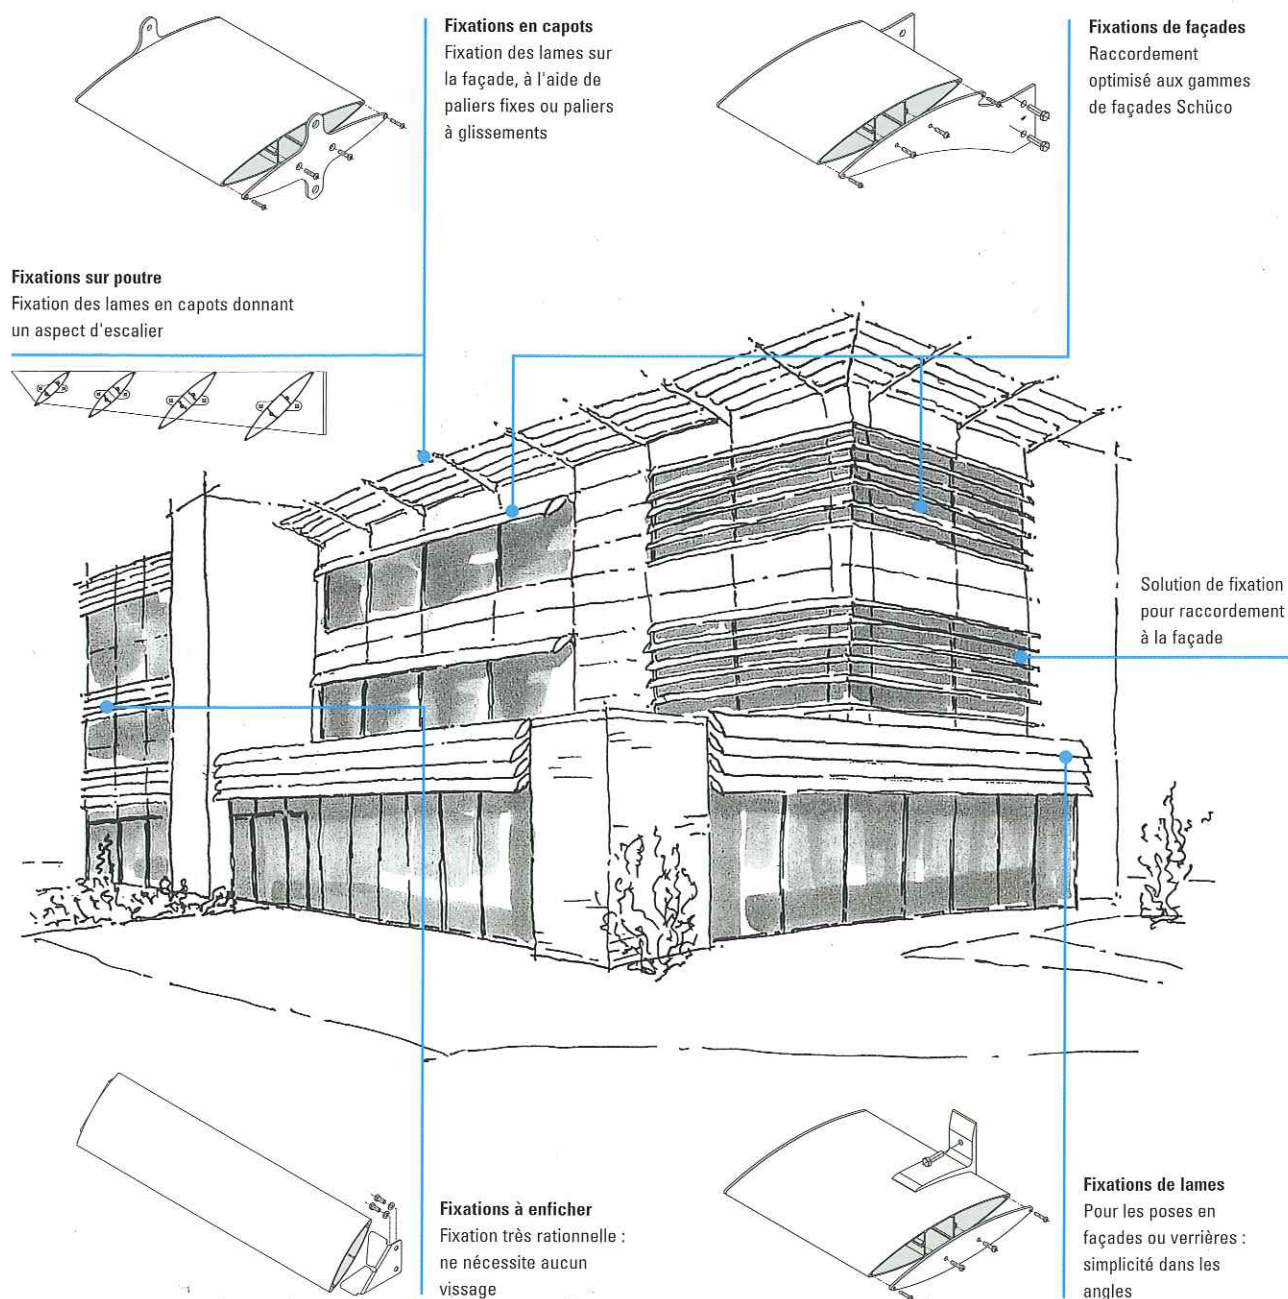 Fixations en capots
Fixation des lames sur
la façade, à l'aide de
paliers fixes ou paliers
à glissements
Fixations de façades
Raccordement
optimisé aux gammes
de façades Schüco
Fixations sur poutre
Fixation des lames en capots donnant
un aspect d'escalier
Solution de fixation
pour raccordement
à la façade
Fixations à enficher
Fixation très rationnelle :
ne nécessite aucun
vissage
Fixations de lames
Pour les poses en
façades ou verrières :
simplicité dans les
angles